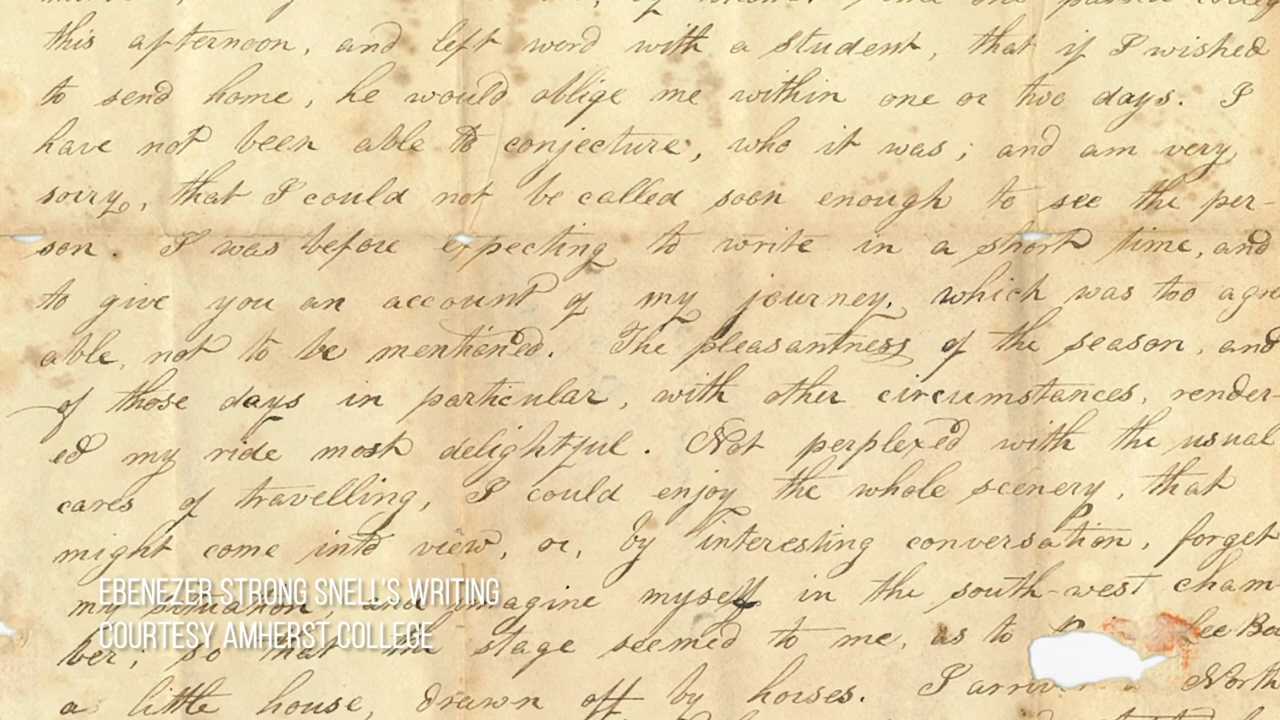 this afternoon, and left word with a student, that if I wished
to send home, he would oblige me within one or two days. I
have not been able to conjecture, who it was; and am very
sorry, that I could not be called soon enough to see the per-
son. I was before expecting to write in a short time, and
to give you an account of my journey, which was too agre
able, not to be mentioned. The pleasantness of the season, and
of those days in particular, with other circumstances, render-
ed my ride most delightful. Not perplexed with the usual
cares of travelling, I could enjoy the whole scenery, that
might come into view, or, by interesting conversation, forget
my situation, and imagine myself in the south-west cham
ber; so that the stage seemed to me, as to
a little house, drawn off by horses. I North
EBENEZER STRONG SNELL'S WRITING
COURTESY AMHERST COLLEGE